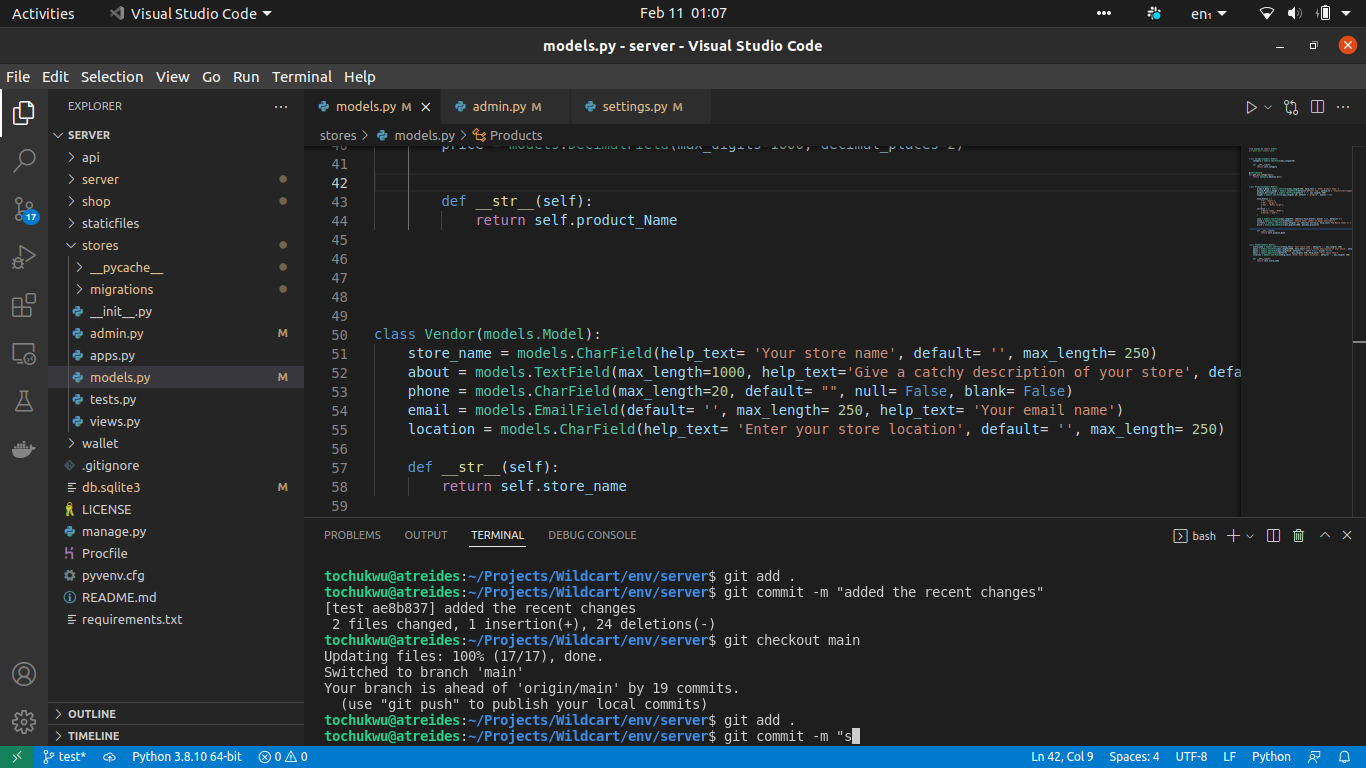 Activities Visual Studio Code Feb 11 01:07 en₁
models.py - server - Visual Studio Code
File Edit Selection View Go Run Terminal Help
EXPLORER
models.py M
admin.py M
settings.py M
SERVER
stores > models.py > Products
api
server
shop
staticfiles
stores
__pycache__
migrations
__init__.py
admin.py M
apps.py
models.py M
tests.py
views.py
wallet
.gitignore
db.sqlite3 M
LICENSE
manage.py
Procfile
pyvenv.cfg
README.md
requirements.txt
OUTLINE
TIMELINE
17
40 price = models.DecimalField(max_digits=1000, decimal_places=2)
41
42
43 def __str__(self):
44 return self.product_Name
45
46
47
48
49
50 class Vendor(models.Model):
51 store_name = models.CharField(help_text= 'Your store name', default= '', max_length= 250)
52 about = models.TextField(max_length=1000, help_text='Give a catchy description of your store', defa
53 phone = models.CharField(max_length=20, default= "", null= False, blank= False)
54 email = models.EmailField(default= '', max_length= 250, help_text= 'Your email name')
55 location = models.CharField(help_text= 'Enter your store location', default= '', max_length= 250)
56
57 def __str__(self):
58 return self.store_name
59
PROBLEMS OUTPUT TERMINAL DEBUG CONSOLE bash
tochukwu@atreides:~/Projects/Wildcart/env/server$ git add .
tochukwu@atreides:~/Projects/Wildcart/env/server$ git commit -m "added the recent changes"
[test ae8b837] added the recent changes
2 files changed, 1 insertion(+), 24 deletions(-)
tochukwu@atreides:~/Projects/Wildcart/env/server$ git checkout main
Updating files: 100% (17/17), done.
Switched to branch 'main'
Your branch is ahead of 'origin/main' by 19 commits.
(use "git push" to publish your local commits)
tochukwu@atreides:~/Projects/Wildcart/env/server$ git add .
tochukwu@atreides:~/Projects/Wildcart/env/server$ git commit -m "s
test* Python 3.8.10 64-bit 0 0 Ln 42, Col 9 Spaces: 4 UTF-8 LF Python